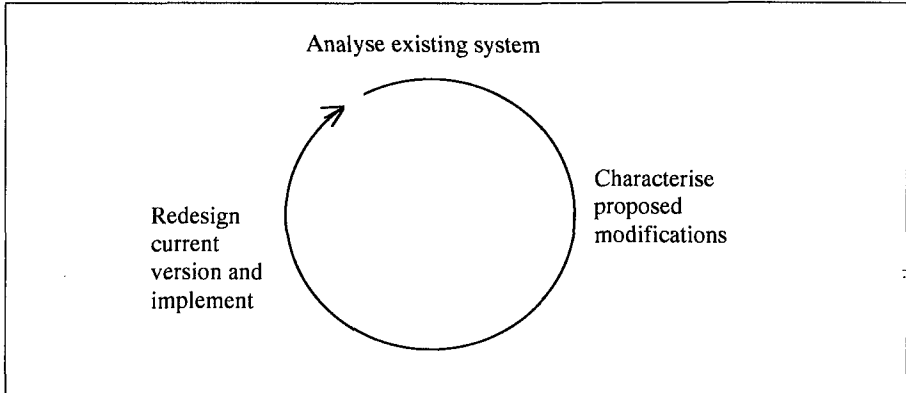 Analyse existing system
Characterise
proposed
modifications
Redesign
current
version and
implement